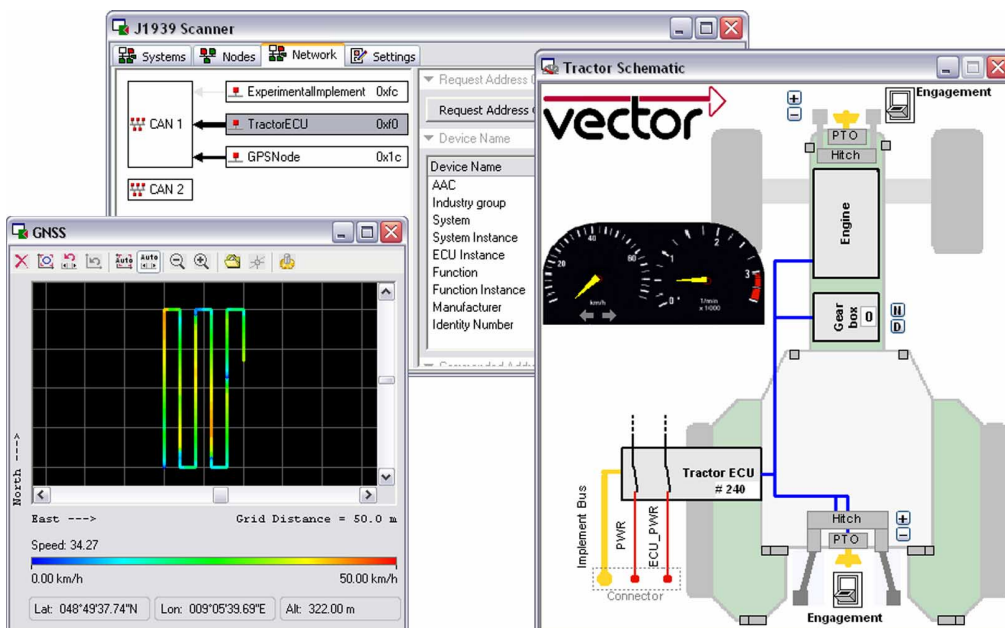 J1939 Scanner
Systems
Nodes
Network
Settings
CAN 1
ExperimentalImplement 0xfc
TractorECU 0xf0
GPSNode 0x1c
CAN 2
Request Address
Request Address
Device Name
Device Name
AAC
Industry group
System
System Instance
ECU Instance
Function
Function Instance
Manufacturer
Identity Number
GNSS
Auto
Auto
North --->
East --->
Grid Distance = 50.0 m
Speed: 34.27
0.00 km/h
50.00 km/h
Lat: 048°49'37.74"N
Lon: 009°05'39.69"E
Alt: 322.00 m
Tractor Schematic
vector
+
-
Engagement
PTO
Hitch
Engine
20
40
60
km/h
0
1
2
3
1/min
x 1000
Gear
box
0
N
D
Tractor ECU
# 240
Implement Bus
PWR
ECU_PWR
Connector
Hitch
PTO
+
-
Engagement